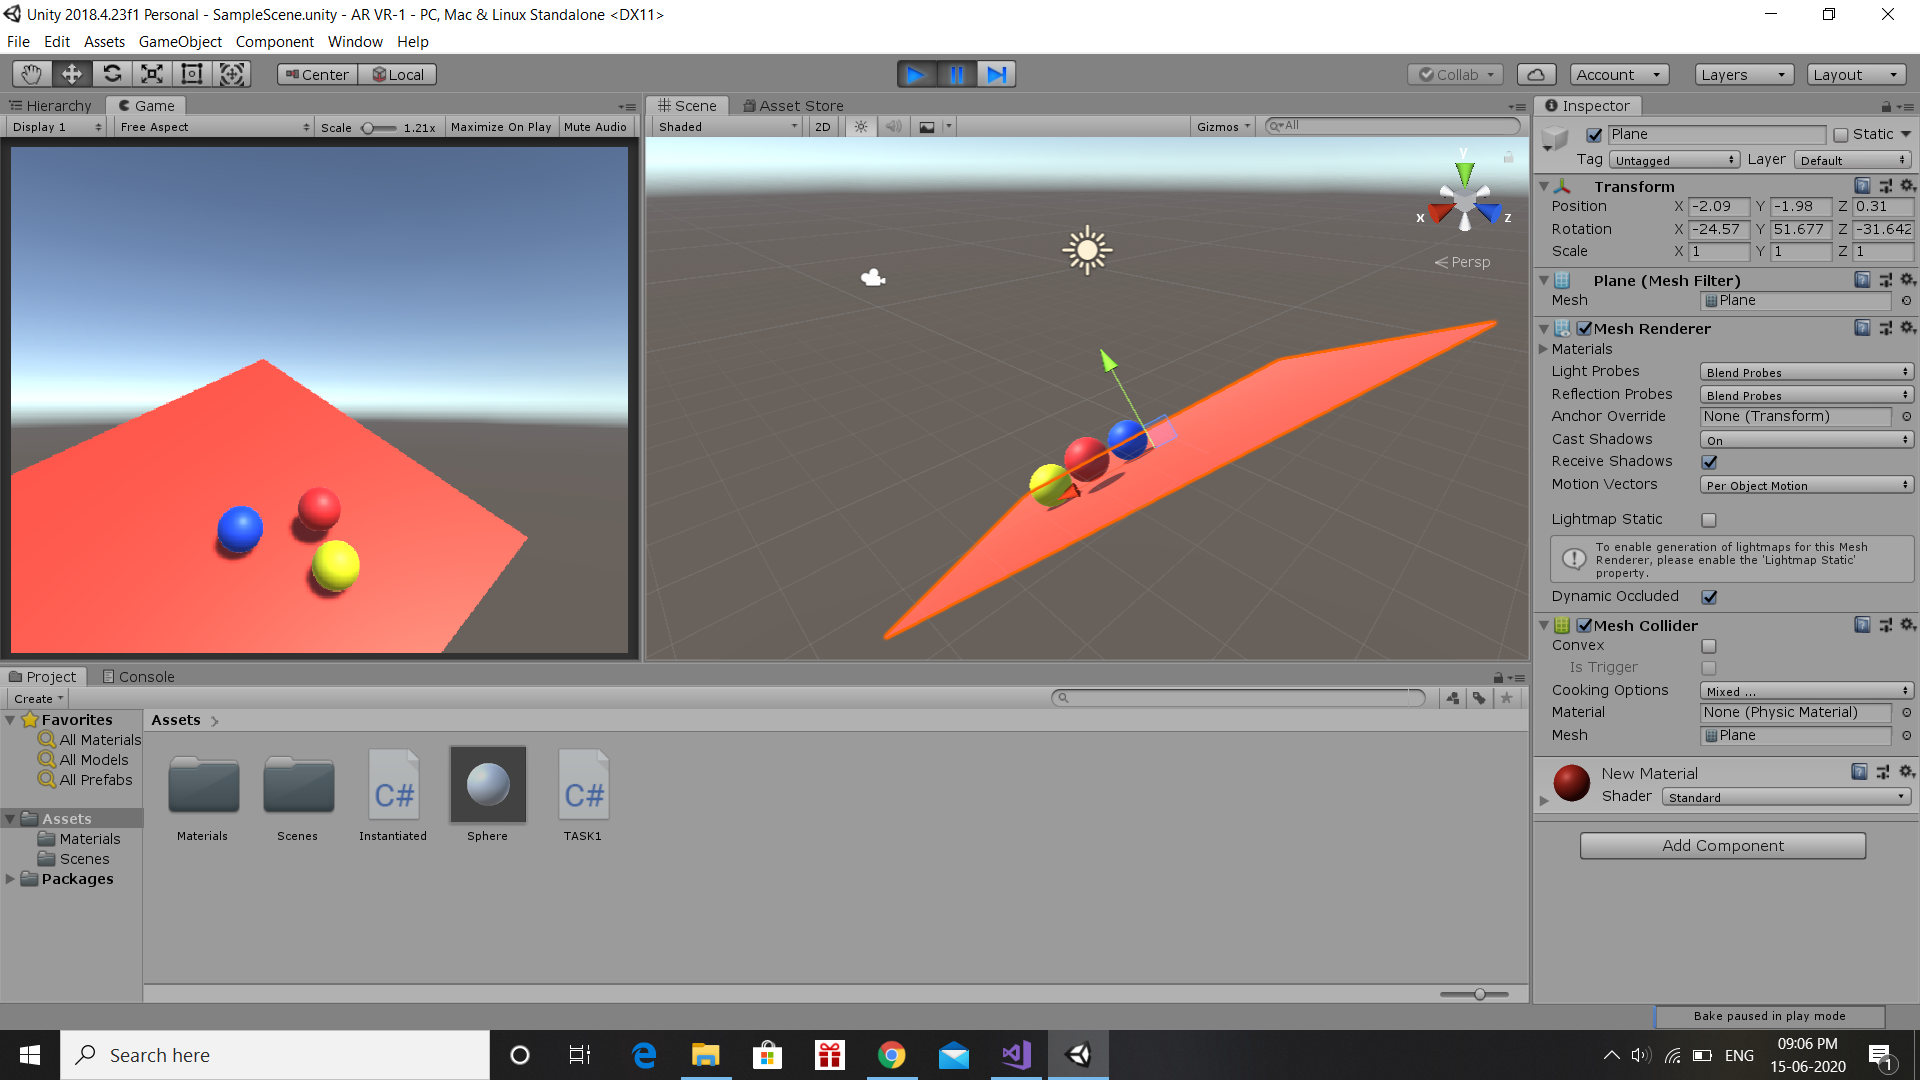 Unity 2018.4.23f1 Personal - SampleScene.unity - AR VR-1 - PC, Mac & Linux Standalone <DX11>
File Edit Assets GameObject Component Window Help
Center Local Collab Account Layers Layout
Hierarchy Game
Display 1 Free Aspect Scale 1.21x Maximize On Play Mute Audio
Scene Asset Store
Shaded 2D Gizmos All
y
x z
Persp
Inspector
Plane Static
Tag Untagged Layer Default
Transform
Position X -2.09 Y -1.98 Z 0.31
Rotation X -24.57 Y 51.677 Z -31.642
Scale X 1 Y 1 Z 1
Plane (Mesh Filter)
Mesh Plane
Mesh Renderer
Materials
Light Probes Blend Probes
Reflection Probes Blend Probes
Anchor Override None (Transform)
Cast Shadows On
Receive Shadows
Motion Vectors Per Object Motion
Lightmap Static
To enable generation of lightmaps for this Mesh
Renderer, please enable the 'Lightmap Static'
property.
Dynamic Occluded
Mesh Collider
Convex
Is Trigger
Cooking Options Mixed ...
Material None (Physic Material)
Mesh Plane
New Material
Shader Standard
Add Component
Project Console
Create
Favorites
All Materials
All Models
All Prefabs
Assets
Materials
Scenes
Packages
Assets
C# C#
Materials Scenes Instantiated Sphere TASK1
Bake paused in play mode
Search here
ENG
09:06 PM
15-06-2020
1